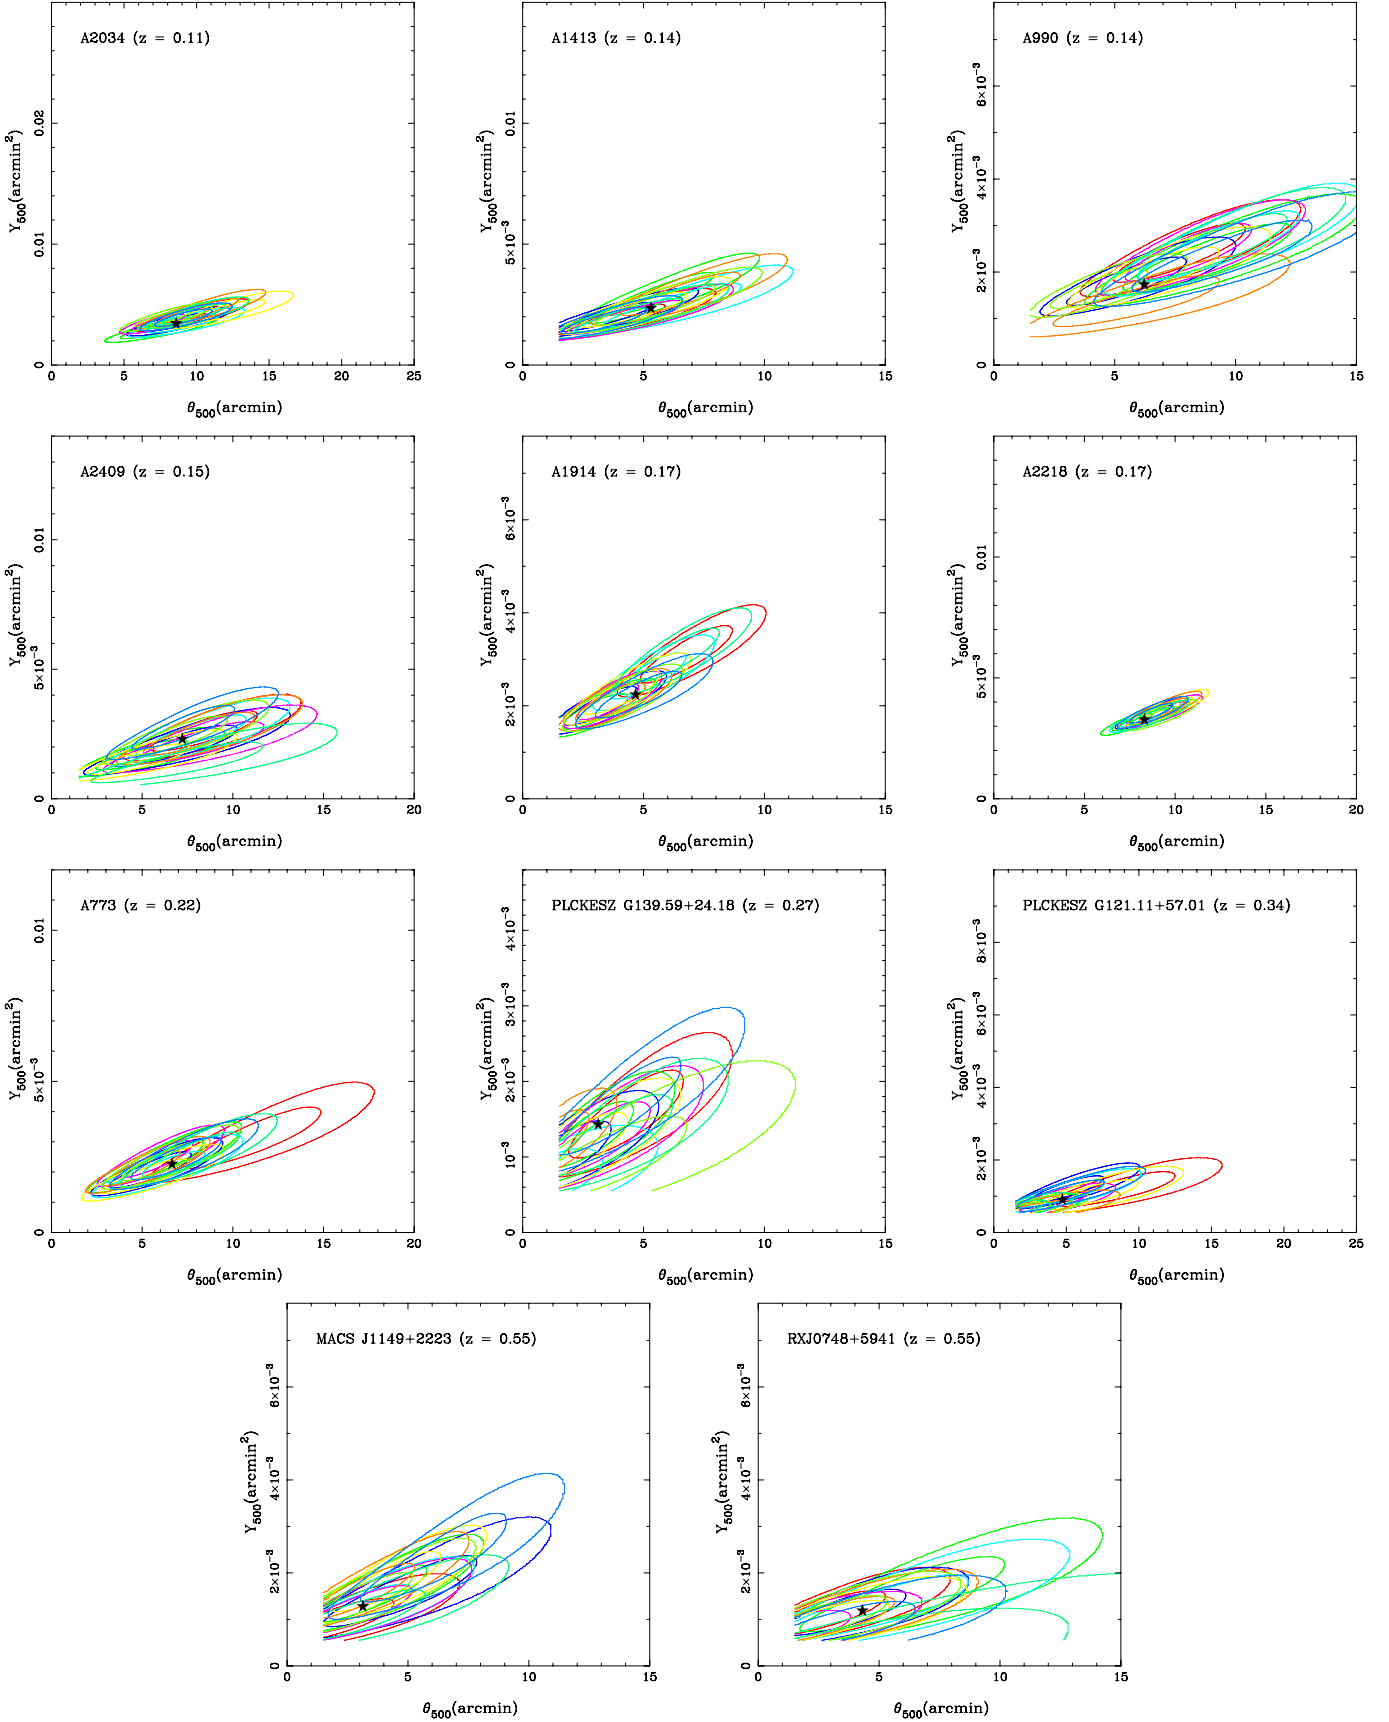 A2034 (z = 0.11)
Y500(arcmin²)
0 0.01 0.02
0 5 10 15 20 25
θ500(arcmin)
A1413 (z = 0.14)
Y500(arcmin²)
0 5×10⁻³ 0.01
0 5 10 15
θ500(arcmin)
A990 (z = 0.14)
Y500(arcmin²)
0 2×10⁻³ 4×10⁻³ 6×10⁻³
0 5 10 15
θ500(arcmin)
A2409 (z = 0.15)
Y500(arcmin²)
0 5×10⁻³ 0.01
0 5 10 15 20
θ500(arcmin)
A1914 (z = 0.17)
Y500(arcmin²)
0 2×10⁻³ 4×10⁻³ 6×10⁻³
0 5 10 15
θ500(arcmin)
A2218 (z = 0.17)
Y500(arcmin²)
0 5×10⁻³ 0.01
0 5 10 15 20
θ500(arcmin)
A773 (z = 0.22)
Y500(arcmin²)
0 5×10⁻³ 0.01
0 5 10 15 20
θ500(arcmin)
PLCKESZ G139.59+24.18 (z = 0.27)
Y500(arcmin²)
0 10⁻³ 2×10⁻³ 3×10⁻³ 4×10⁻³
0 5 10 15
θ500(arcmin)
PLCKESZ G121.11+57.01 (z = 0.34)
Y500(arcmin²)
0 2×10⁻³ 4×10⁻³ 6×10⁻³ 8×10⁻³
0 5 10 15 20 25
θ500(arcmin)
MACS J1149+2223 (z = 0.55)
Y500(arcmin²)
0 2×10⁻³ 4×10⁻³ 6×10⁻³
0 5 10 15
θ500(arcmin)
RXJ0748+5941 (z = 0.55)
Y500(arcmin²)
0 2×10⁻³ 4×10⁻³ 6×10⁻³
0 5 10 15
θ500(arcmin)